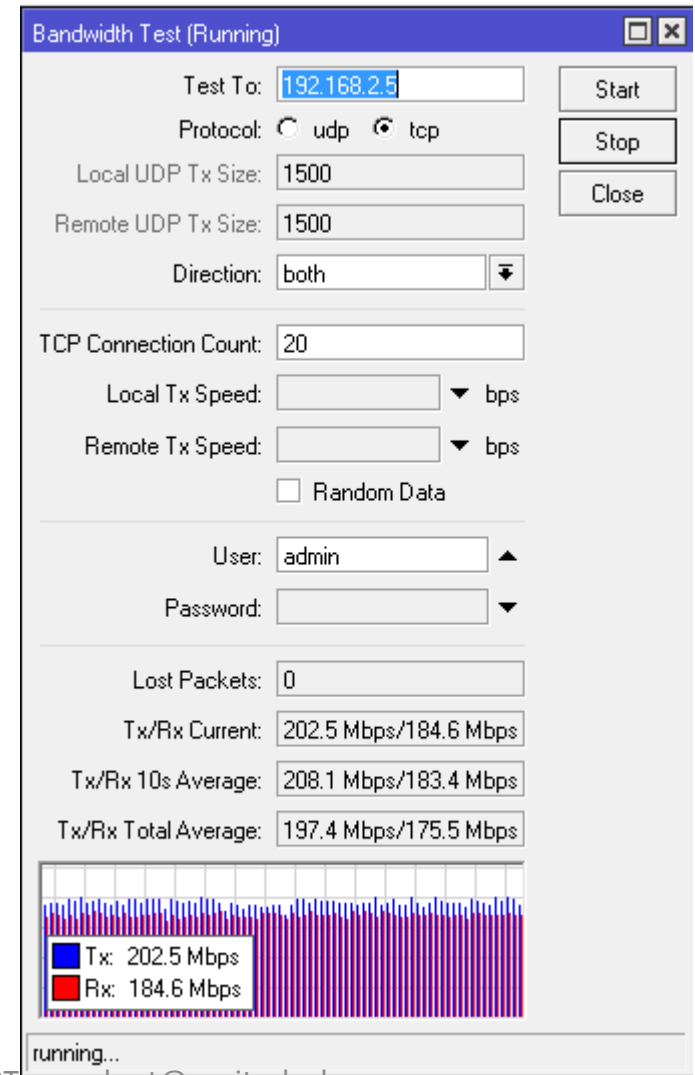 Bandwidth Test (Running)
Test To: 192.168.2.5 Start
Protocol: udp tcp Stop
Local UDP Tx Size: 1500
Close
Remote UDP Tx Size: 1500
Direction: both
TCP Connection Count: 20
Local Tx Speed: bps
Remote Tx Speed: bps
Random Data
User: admin
Password:
Lost Packets: 0
Tx/Rx Current: 202.5 Mbps/184.6 Mbps
Tx/Rx 10s Average: 208.1 Mbps/183.4 Mbps
Tx/Rx Total Average: 197.4 Mbps/175.5 Mbps
Tx: 202.5 Mbps
Rx: 184.6 Mbps
running...